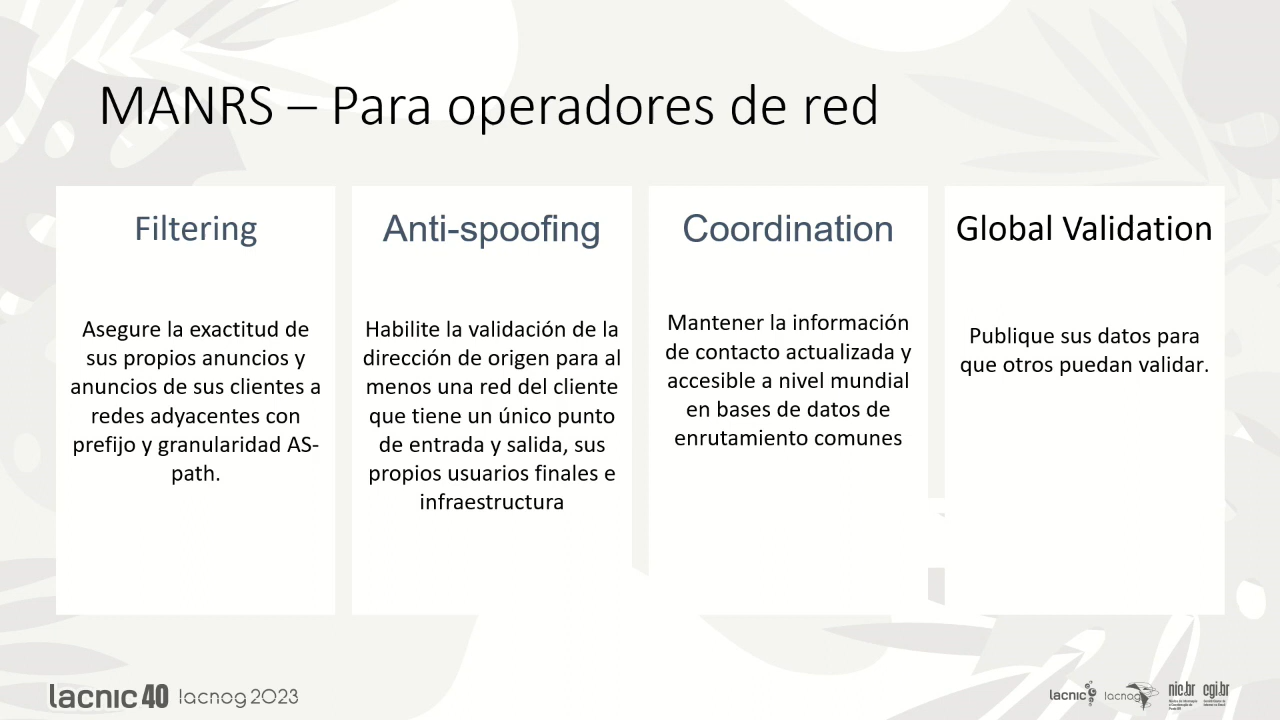 MANRS – Para operadores de red
Filtering
Asegure la exactitud de
sus propios anuncios y
anuncios de sus clientes a
redes adyacentes con
prefijo y granularidad AS-
path.
Anti-spoofing
Habilite la validación de la
dirección de origen para al
menos una red del cliente
que tiene un único punto
de entrada y salida, sus
propios usuarios finales e
infraestructura
Coordination
Mantener la información
de contacto actualizada y
accesible a nivel mundial
en bases de datos de
enrutamiento comunes
Global Validation
Publique sus datos para
que otros puedan validar.
lacnic 40 lacnog 2023
lacnic lacnog nic.br cgi.br